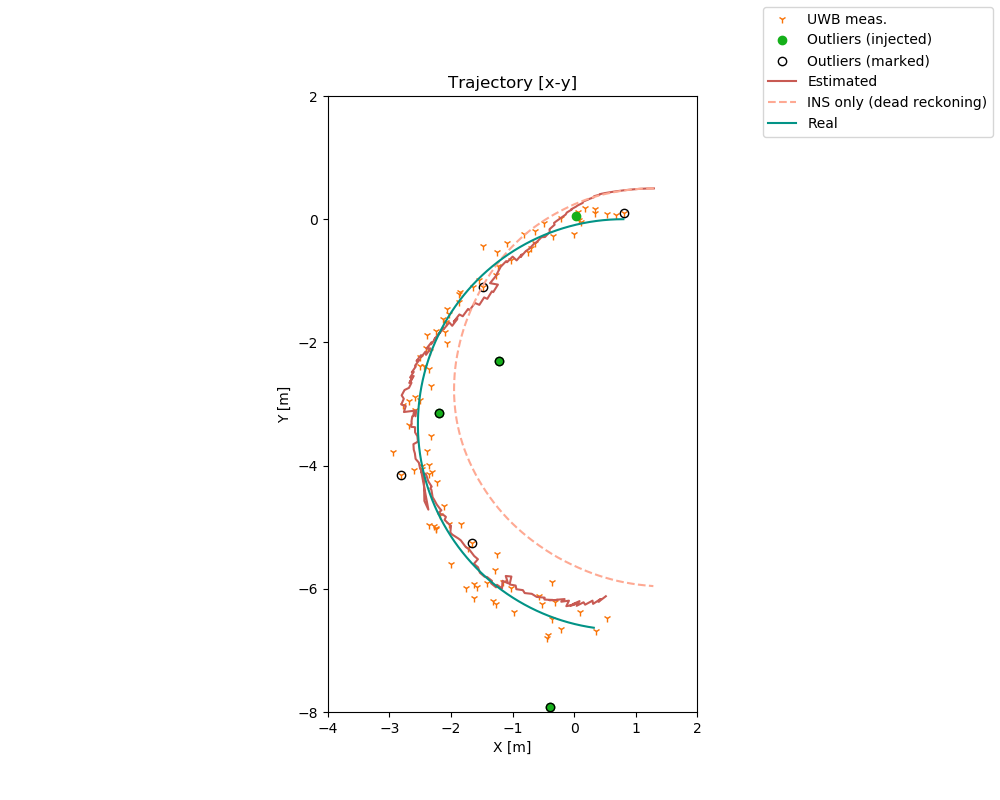 UWB meas.
Outliers (injected)
Outliers (marked)
Estimated
INS only (dead reckoning)
Real
Trajectory [x-y]
2
0
−2
−4
−6
−8
Y [m]
−4 −3 −2 −1 0 1 2
X [m]